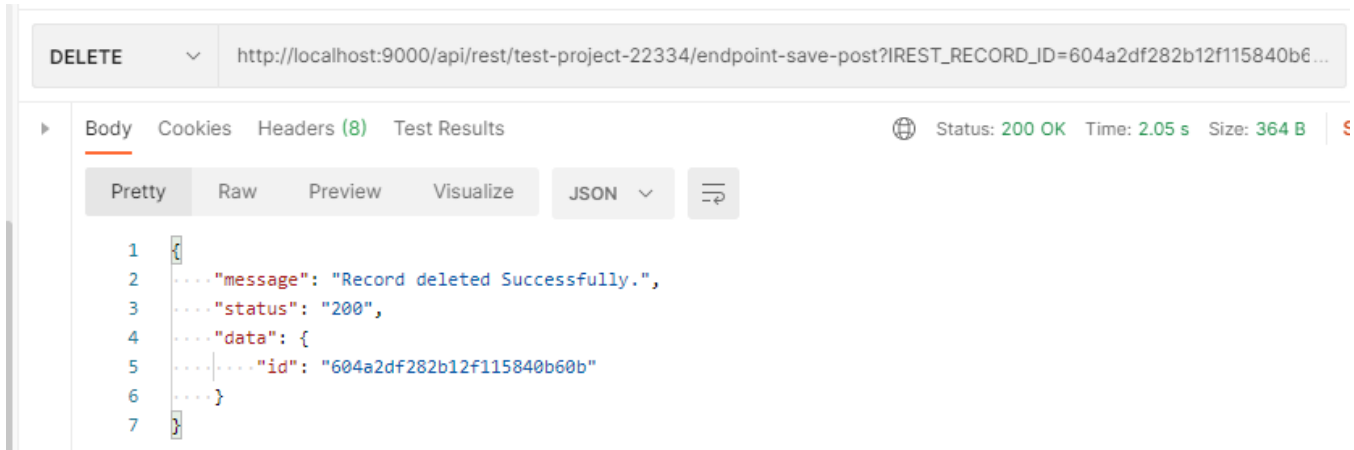 DELETE http://localhost:9000/api/rest/test-project-22334/endpoint-save-post?IREST_RECORD_ID=604a2df282b12f115840b6...
Body Cookies Headers (8) Test Results Status: 200 OK Time: 2.05 s Size: 364 B S
Pretty Raw Preview Visualize JSON
1 {
2 "message": "Record deleted Successfully.",
3 "status": "200",
4 "data": {
5 "id": "604a2df282b12f115840b60b"
6 }
7 }